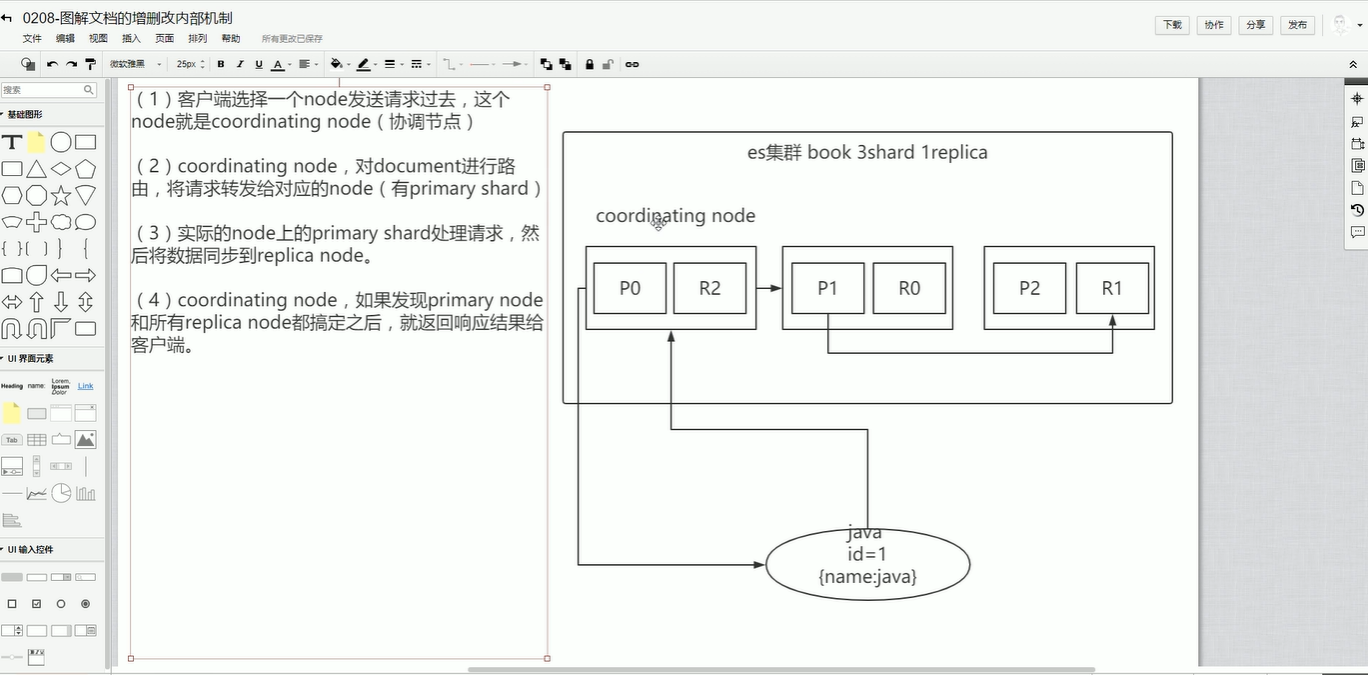 0208-图解文档的增删改内部机制
文件 编辑 视图 插入 页面 排列 帮助 所有更改已保存
下载 协作 分享 发布
微软雅黑 25px B I U A
搜索
基础图形
T
UI 界面元素
Heading name: Lorem, Ipsum Dolor Link
Tab
UI 输入控件
（1）客户端选择一个node发送请求过去，这个
node就是coordinating node（协调节点）
（2）coordinating node，对document进行路
由，将请求转发给对应的node（有primary shard）
（3）实际的node上的primary shard处理请求，然
后将数据同步到replica node。
（4）coordinating node，如果发现primary node
和所有replica node都搞定之后，就返回响应结果给
客户端。
es集群 book 3shard 1replica
coordinating node
P0 R2 P1 R0 P2 R1
java
id=1
{name:java}